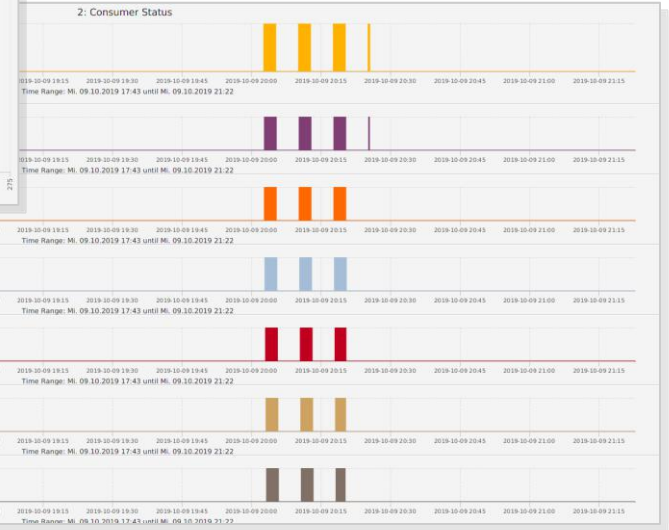 2: Consumer Status
2019-10-09 19:15 2019-10-09 19:30 2019-10-09 19:45 2019-10-09 20:00 2019-10-09 20:15 2019-10-09 20:30 2019-10-09 20:45 2019-10-09 21:00 2019-10-09 21:15
Time Range: Mi. 09.10.2019 17:43 until Mi. 09.10.2019 21:22
2019-10-09 19:15 2019-10-09 19:30 2019-10-09 19:45 2019-10-09 20:00 2019-10-09 20:15 2019-10-09 20:30 2019-10-09 20:45 2019-10-09 21:00 2019-10-09 21:15
Time Range: Mi. 09.10.2019 17:43 until Mi. 09.10.2019 21:22
275
2019-10-09 19:15 2019-10-09 19:30 2019-10-09 19:45 2019-10-09 20:00 2019-10-09 20:15 2019-10-09 20:30 2019-10-09 20:45 2019-10-09 21:00 2019-10-09 21:15
Time Range: Mi. 09.10.2019 17:43 until Mi. 09.10.2019 21:22
2019-10-09 19:15 2019-10-09 19:30 2019-10-09 19:45 2019-10-09 20:00 2019-10-09 20:15 2019-10-09 20:30 2019-10-09 20:45 2019-10-09 21:00 2019-10-09 21:15
Time Range: Mi. 09.10.2019 17:43 until Mi. 09.10.2019 21:22
2019-10-09 19:15 2019-10-09 19:30 2019-10-09 19:45 2019-10-09 20:00 2019-10-09 20:15 2019-10-09 20:30 2019-10-09 20:45 2019-10-09 21:00 2019-10-09 21:15
Time Range: Mi. 09.10.2019 17:43 until Mi. 09.10.2019 21:22
2019-10-09 19:15 2019-10-09 19:30 2019-10-09 19:45 2019-10-09 20:00 2019-10-09 20:15 2019-10-09 20:30 2019-10-09 20:45 2019-10-09 21:00 2019-10-09 21:15
Time Range: Mi. 09.10.2019 17:43 until Mi. 09.10.2019 21:22
2019-10-09 19:15 2019-10-09 19:30 2019-10-09 19:45 2019-10-09 20:00 2019-10-09 20:15 2019-10-09 20:30 2019-10-09 20:45 2019-10-09 21:00 2019-10-09 21:15
Time Range: Mi. 09.10.2019 17:43 until Mi. 09.10.2019 21:22